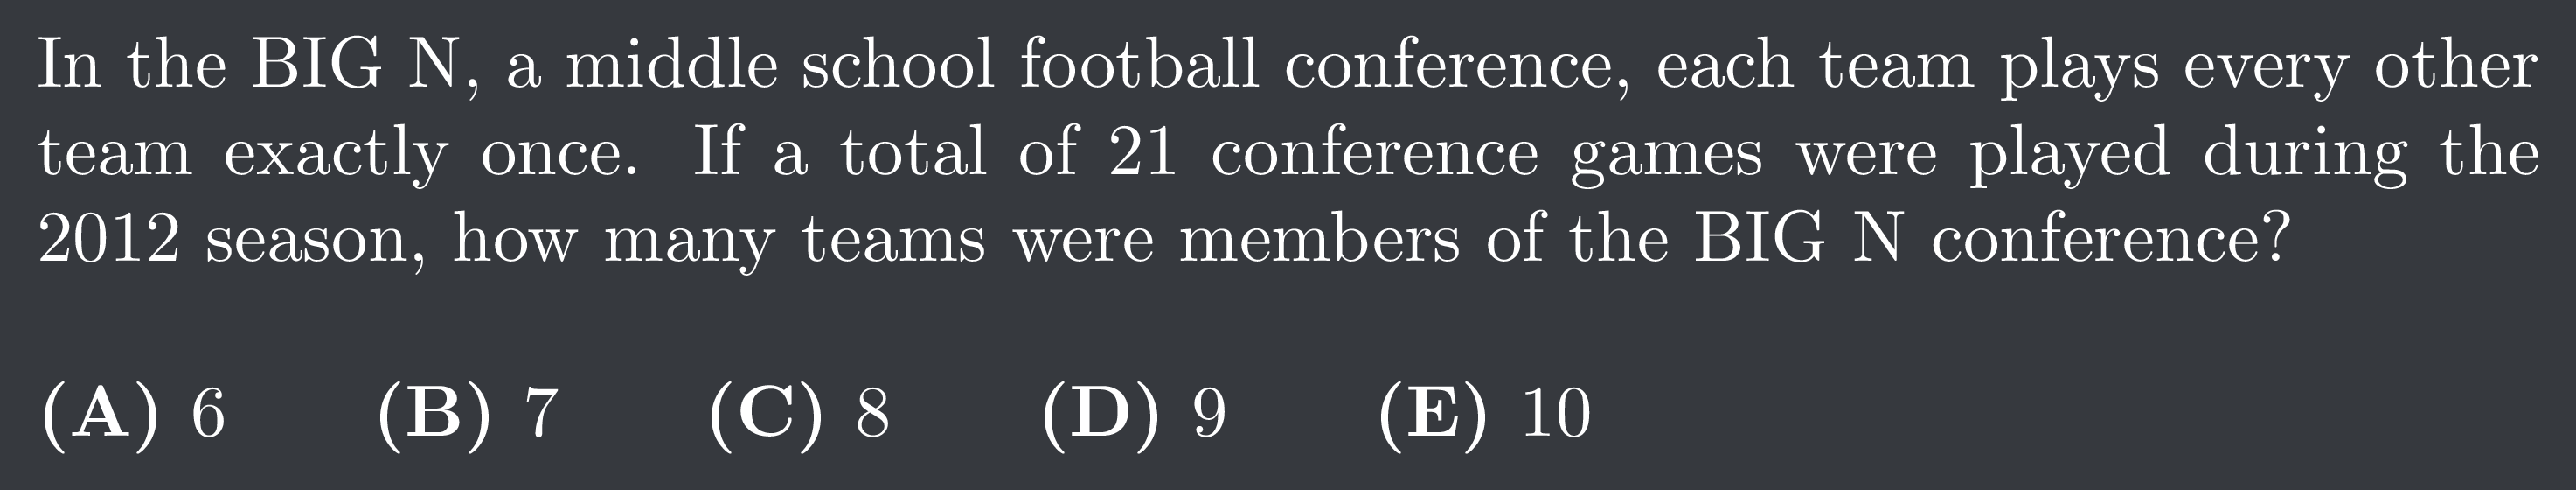 In the BIG N, a middle school football conference, each team plays every other
team exactly once. If a total of 21 conference games were played during the
2012 season, how many teams were members of the BIG N conference?
(A) 6 (B) 7 (C) 8 (D) 9 (E) 10